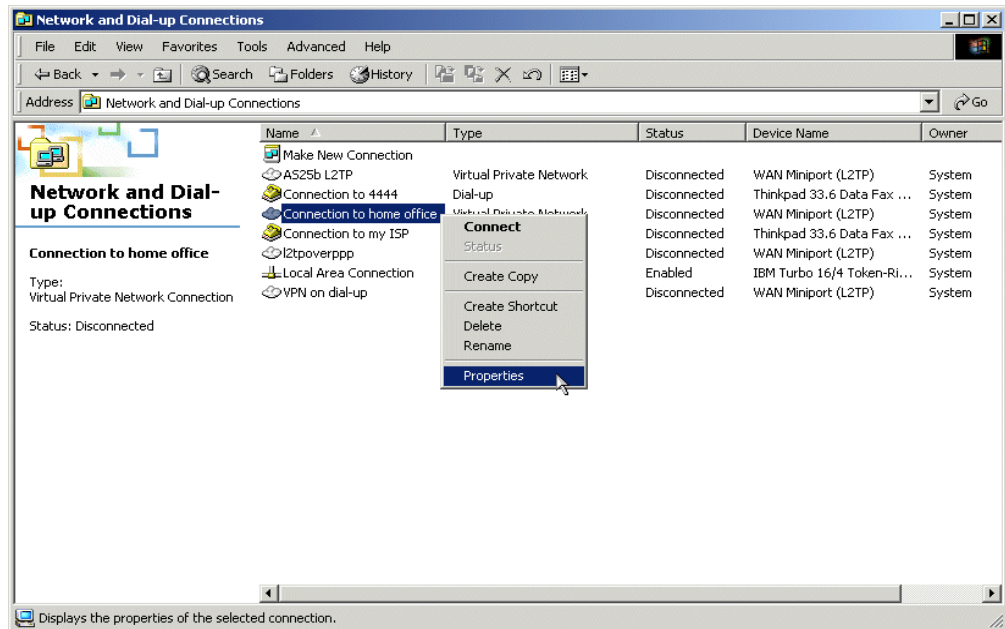 Network and Dial-up Connections
File Edit View Favorites Tools Advanced Help
Back Search Folders History
Address Network and Dial-up Connections Go
Name Type Status Device Name Owner
Make New Connection
AS25b L2TP Virtual Private Network Disconnected WAN Miniport (L2TP) System
Connection to 4444 Dial-up Disconnected Thinkpad 33.6 Data Fax ... System
Connection to home office Virtual Private Network Disconnected WAN Miniport (L2TP) System
Connection to my ISP Disconnected Thinkpad 33.6 Data Fax ... System
l2tpoverppp Disconnected WAN Miniport (L2TP) System
Local Area Connection Enabled IBM Turbo 16/4 Token-Ri... System
VPN on dial-up Disconnected WAN Miniport (L2TP) System
Network and Dial-
up Connections
Connection to home office
Type:
Virtual Private Network Connection
Status: Disconnected
Connect
Status
Create Copy
Create Shortcut
Delete
Rename
Properties
Displays the properties of the selected connection.